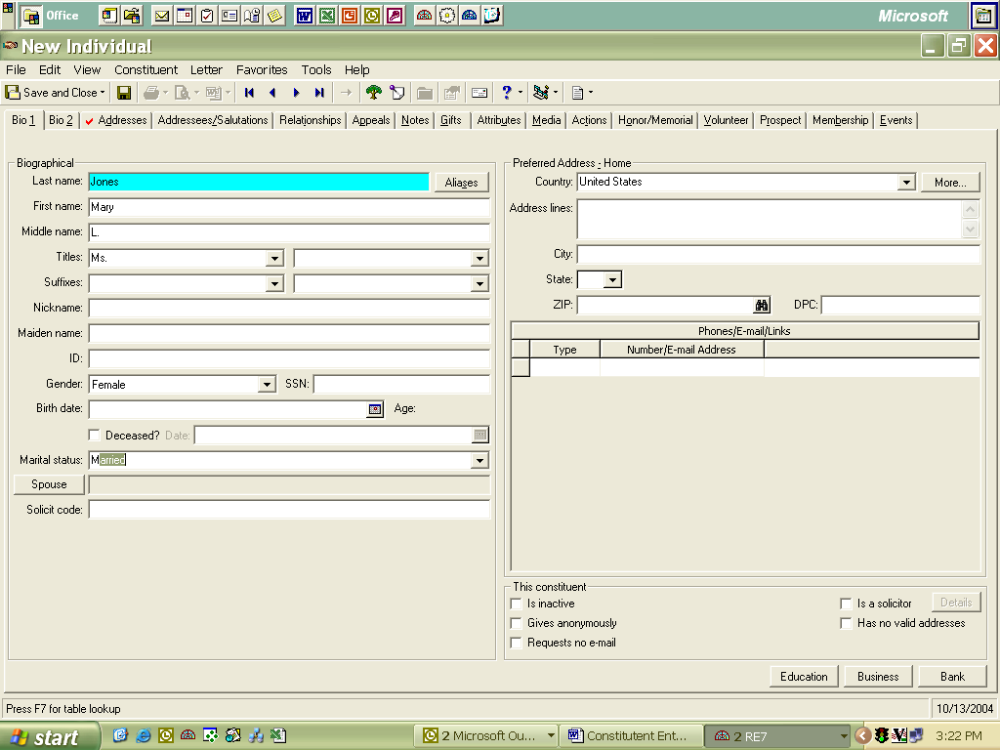 Office Microsoft
New Individual
File Edit View Constituent Letter Favorites Tools Help
Save and Close
Bio 1 Bio 2 Addresses Addressees/Salutations Relationships Appeals Notes Gifts Attributes Media Actions Honor/Memorial Volunteer Prospect Membership Events
Biographical
Last name: Jones Aliases
First name: Mary
Middle name: L.
Titles: Ms.
Suffixes:
Nickname:
Maiden name:
ID:
Gender: Female SSN:
Birth date: Age:
Deceased? Date:
Marital status: Married
Spouse
Solicit code:
Preferred Address - Home
Country: United States More...
Address lines:
City:
State:
ZIP: DPC:
Phones/E-mail/Links
Type Number/E-mail Address
This constituent
Is inactive Is a solicitor Details
Gives anonymously Has no valid addresses
Requests no e-mail
Education Business Bank
Press F7 for table lookup 10/13/2004
start 2 Microsoft Ou... Constitutent Ent... 2 RE7 3:22 PM